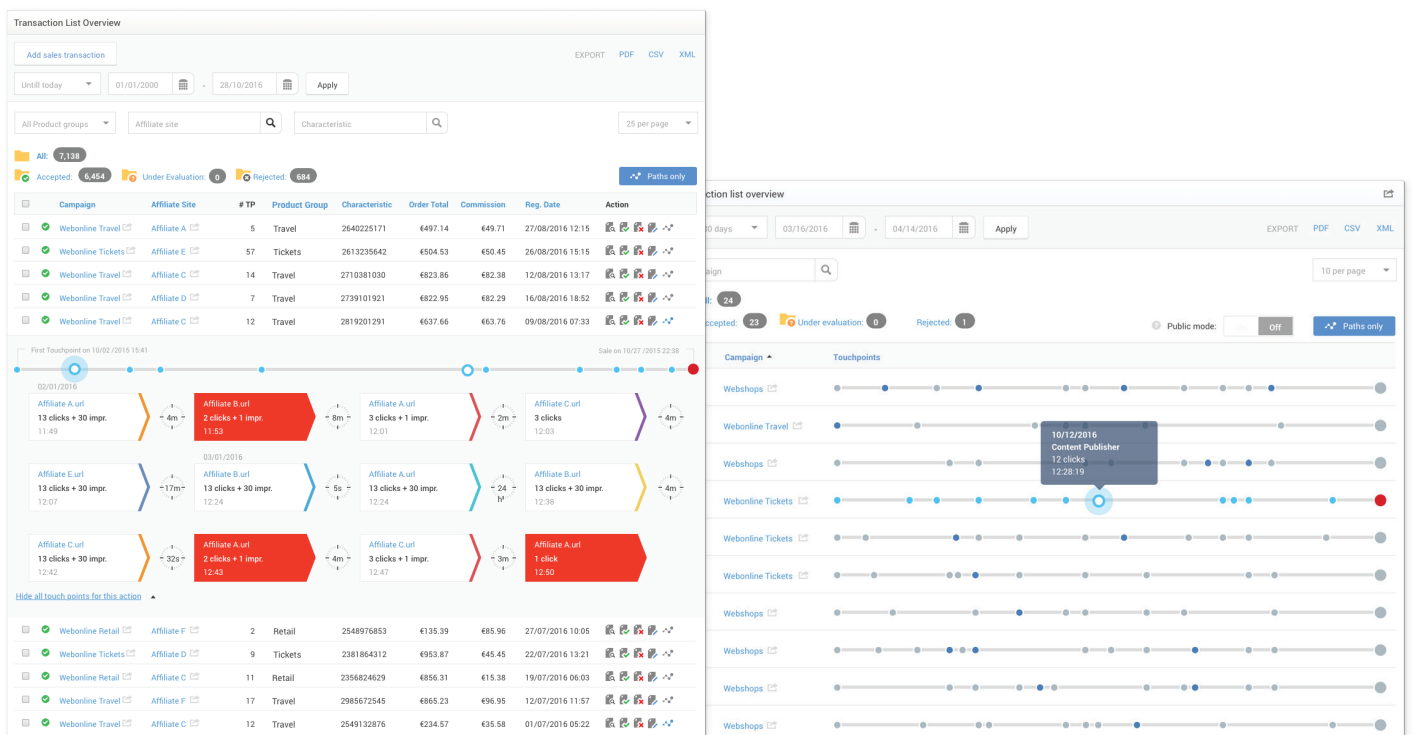 Transaction List Overview
Add sales transaction
EXPORT PDF CSV XML
Untill today 01/01/2000 - 28/10/2016 Apply
All Product groups Affiliate site Characteristic 25 per page
All: 7,138
Accepted: 6,454 Under Evaluation: 0 Rejected: 684 Paths only
Campaign Affiliate Site # TP Product Group Characteristic Order Total Commission Reg. Date Action
Webonline Travel Affiliate A 5 Travel 2640225171 €497.14 €49.71 27/08/2016 12:15
Webonline Tickets Affiliate E 57 Tickets 2613235642 €504.53 €50.45 26/08/2016 15:15
Webonline Travel Affiliate C 14 Travel 2710381030 €823.86 €82.38 12/08/2016 13:17
Webonline Travel Affiliate D 7 Travel 2739101921 €822.95 €82.29 16/08/2016 18:52
Webonline Travel Affiliate C 12 Travel 2819201291 €637.66 €63.76 09/08/2016 07:33
First Touchpoint on 10/02 /2015 15:41 Sale on 10/27 /2015 22:38
02/01/2016
Affiliate A.url Affiliate B.url Affiliate A.url Affiliate C.url
13 clicks + 30 impr. 4m 2 clicks + 1 impr. 8m 3 clicks + 1 impr. 2m 3 clicks 4m
11:49 11:53 12:01 12:03
03/01/2016
Affiliate E.url Affiliate B.url Affiliate A.url Affiliate B.url
13 clicks + 30 impr. 17m 13 clicks + 30 impr. 5s 13 clicks + 30 impr. 24 h 13 clicks + 30 impr. 4m
12:07 12:24 12:24 12:38
Affiliate C.url Affiliate A.url Affiliate C.url Affiliate A.url
13 clicks + 30 impr. 32s 2 clicks + 1 impr. 4m 3 clicks + 1 impr. 3m 1 click
12:42 12:43 12:47 12:50
Hide all touch points for this action
Webonline Retail Affiliate F 2 Retail 2548976853 €135.39 €85.96 27/07/2016 10:05
Webonline Tickets Affiliate D 9 Tickets 2381864312 €953.87 €45.45 22/07/2016 13:21
Webonline Retail Affiliate C 11 Retail 2356824629 €856.31 €15.38 19/07/2016 06:03
Webonline Travel Affiliate F 17 Travel 2985672545 €865.23 €96.95 12/07/2016 11:57
Webonline Travel Affiliate C 12 Travel 2549132876 €234.57 €35.58 01/07/2016 05:22
ction list overview
0 days 03/16/2016 - 04/14/2016 Apply EXPORT PDF CSV XML
aign 10 per page
ll: 24
ccepted: 23 Under evaluation: 0 Rejected: 1 Public mode: Off Paths only
Campaign Touchpoints
Webshops
Webonline Travel
10/12/2016
Content Publisher
12 clicks
12:28:19
Webshops
Webonline Tickets
Webonline Tickets
Webonline Tickets
Webshops
Webshops
Webshops
Webshops